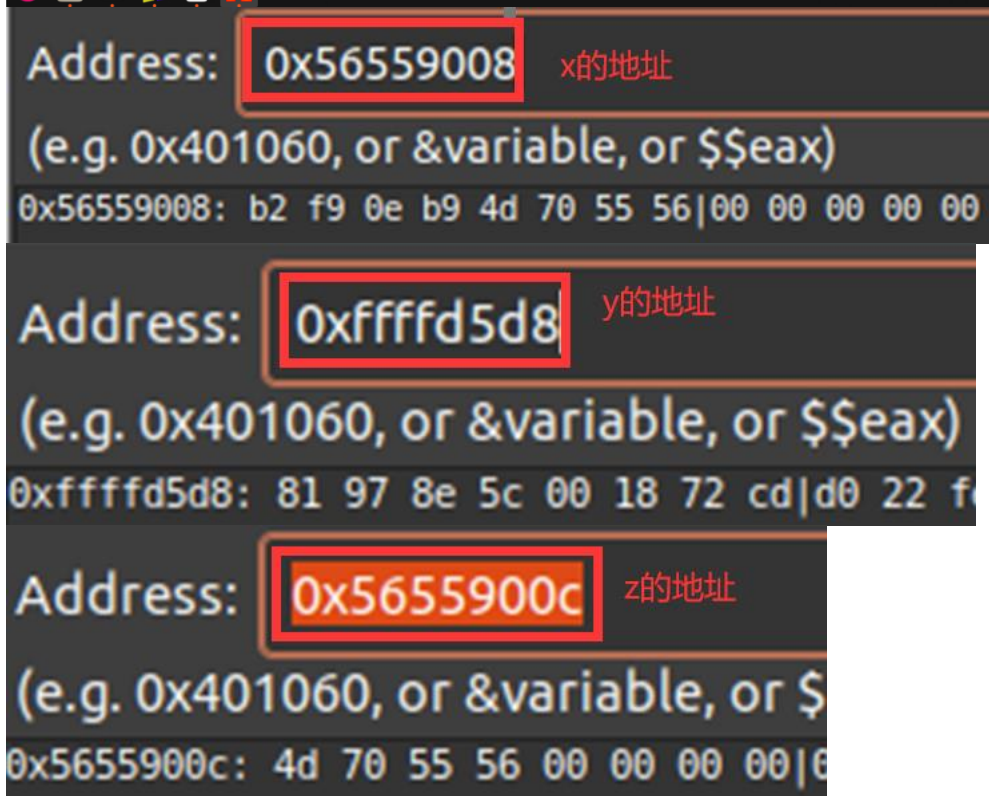 Address: 0x56559008 x的地址
(e.g. 0x401060, or &variable, or $$eax)
0x56559008: b2 f9 0e b9 4d 70 55 56|00 00 00 00 00
Address: 0xffffd5d8 y的地址
(e.g. 0x401060, or &variable, or $$eax)
0xffffd5d8: 81 97 8e 5c 00 18 72 cd|d0 22
Address: 0x5655900c z的地址
(e.g. 0x401060, or &variable, or $
0x5655900c: 4d 70 55 56 00 00 00 00|